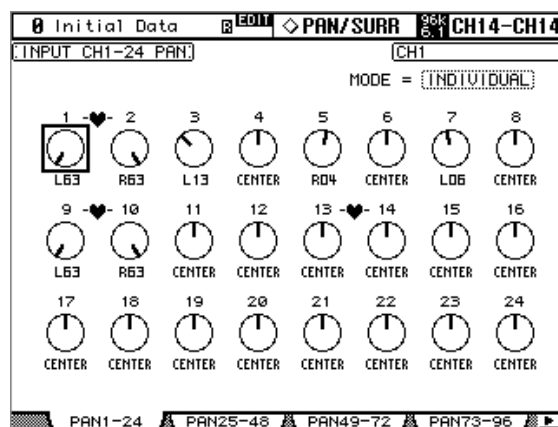 0 Initial Data R EDIT ◇ PAN/SURR 96k 6.1 CH14-CH14
INPUT CH1-24 PAN CH1
MODE = INDIVIDUAL
1 -♥- 2 3 4 5 6 7 8
L63 R63 L13 CENTER R04 CENTER L06 CENTER
9 -♥- 10 11 12 13 -♥- 14 15 16
L63 R63 CENTER CENTER CENTER CENTER CENTER CENTER
17 18 19 20 21 22 23 24
CENTER CENTER CENTER CENTER CENTER CENTER CENTER CENTER
PAN1-24 PAN25-48 PAN49-72 PAN73-96